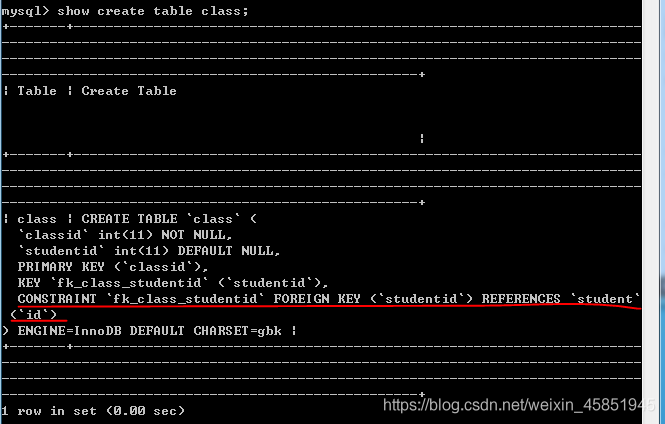 mysql> show create table class;
| Table | Create Table
|
| class | CREATE TABLE `class` (
`classid` int(11) NOT NULL,
`studentid` int(11) DEFAULT NULL,
PRIMARY KEY (`classid`),
KEY `fk_class_studentid` (`studentid`),
CONSTRAINT `fk_class_studentid` FOREIGN KEY (`studentid`) REFERENCES `student`
(`id`)
) ENGINE=InnoDB DEFAULT CHARSET=gbk |
1 row in set (0.00 sec)
https://blog.csdn.net/weixin_45851945